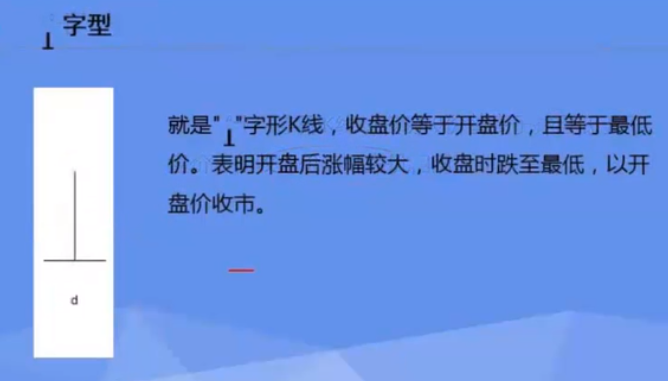 ⊥字型
就是"⊥"字形K线，收盘价等于开盘价，且等于最低
价。表明开盘后涨幅较大，收盘时跌至最低，以开
盘价收市。
d